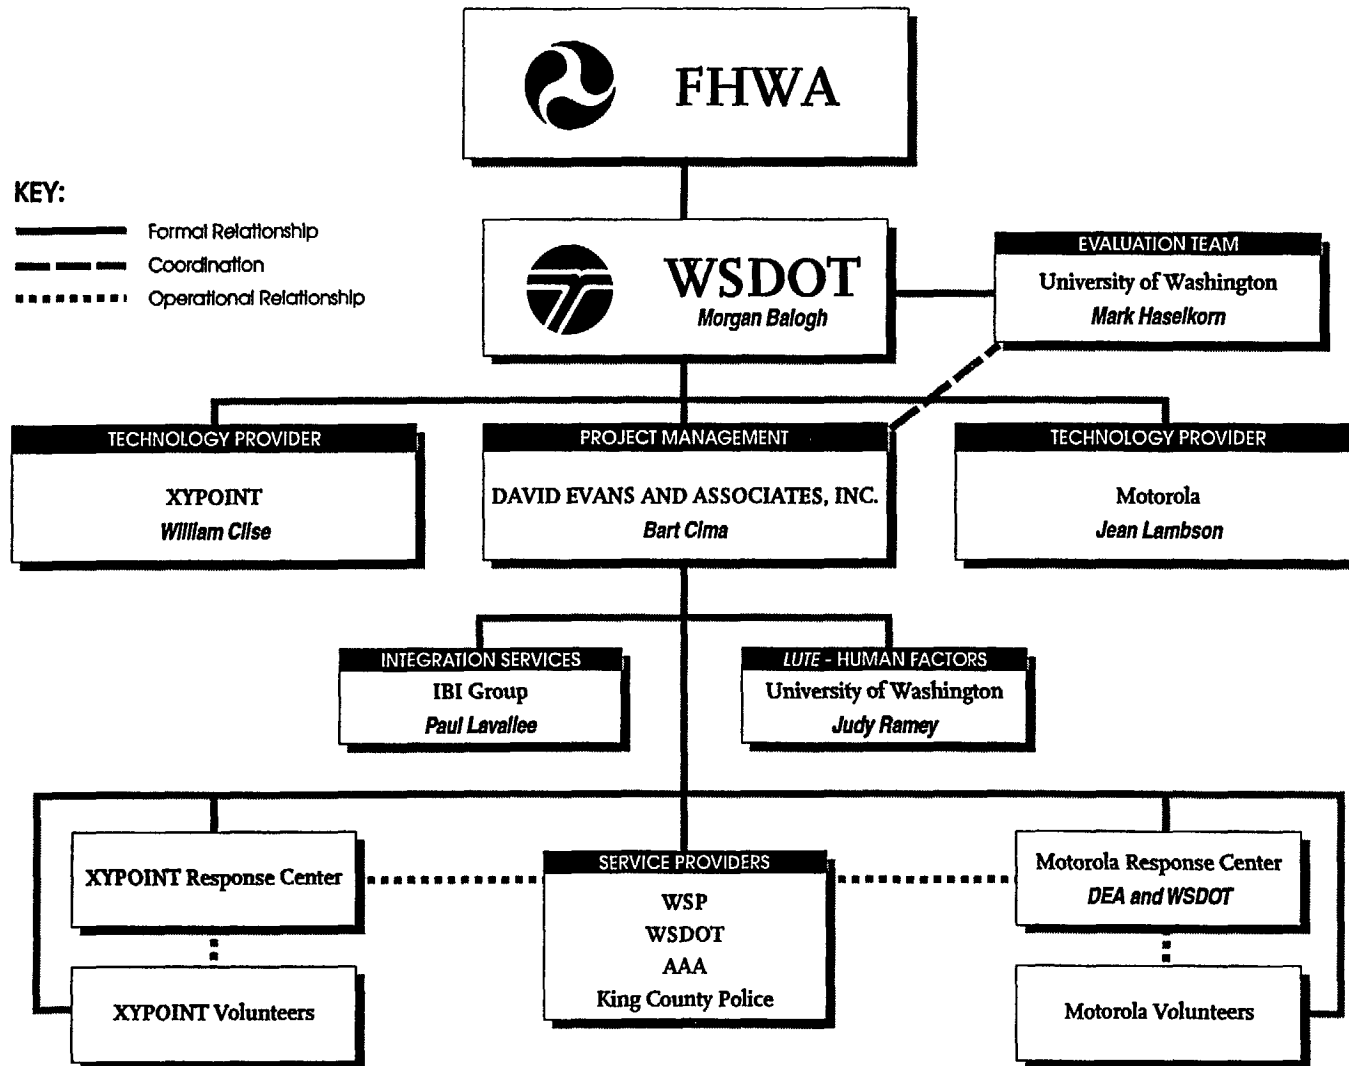 FHWA
KEY:
Formal Relationship
Coordination
Operational Relationship
WSDOT
Morgan Balogh
EVALUATION TEAM
University of Washington
Mark Haselkorn
TECHNOLOGY PROVIDER
XYPOINT
William Clise
PROJECT MANAGEMENT
DAVID EVANS AND ASSOCIATES, INC.
Bart Cima
TECHNOLOGY PROVIDER
Motorola
Jean Lambson
INTEGRATION SERVICES
IBI Group
Paul Lavallee
LUTE - HUMAN FACTORS
University of Washington
Judy Ramey
XYPOINT Response Center
SERVICE PROVIDERS
WSP
WSDOT
AAA
King County Police
Motorola Response Center
DEA and WSDOT
XYPOINT Volunteers
Motorola Volunteers